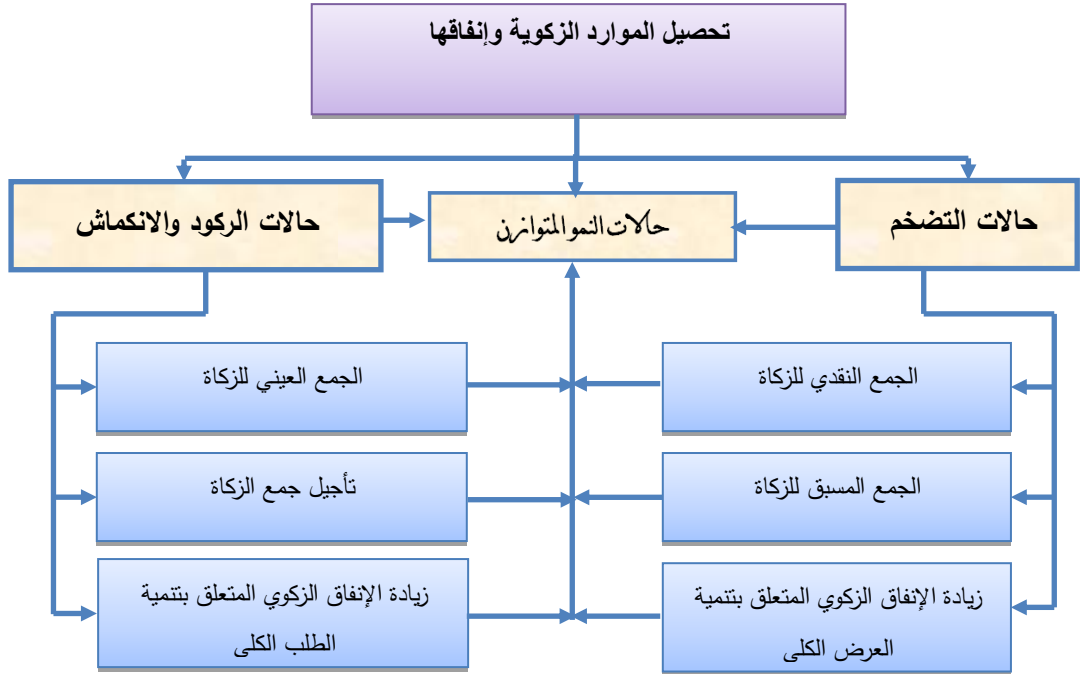 تحصيل الموارد الزكوية وإنفاقها
حالات التضخم
حالات النمو المتوازن
حالات الركود والانكماش
الجمع النقدي للزكاة
الجمع العيني للزكاة
الجمع المسبق للزكاة
تأجيل جمع الزكاة
زيادة الإنفاق الزكوي المتعلق بتنمية
العرض الكلى
زيادة الإنفاق الزكوي المتعلق بتنمية
الطلب الكلى